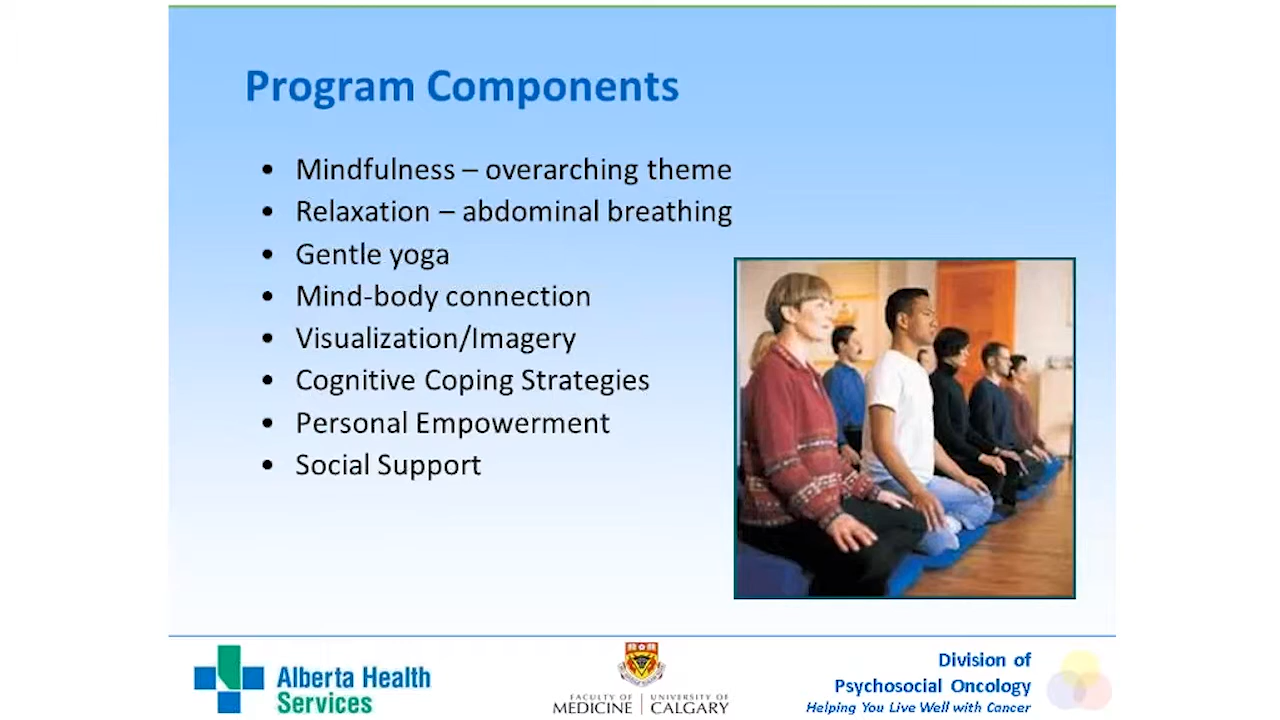 Program Components
• Mindfulness – overarching theme
• Relaxation – abdominal breathing
• Gentle yoga
• Mind-body connection
• Visualization/Imagery
• Cognitive Coping Strategies
• Personal Empowerment
• Social Support
Alberta Health
Services
FACULTY OF
MEDICINE
UNIVERSITY OF
CALGARY
Division of
Psychosocial Oncology
Helping You Live Well with Cancer